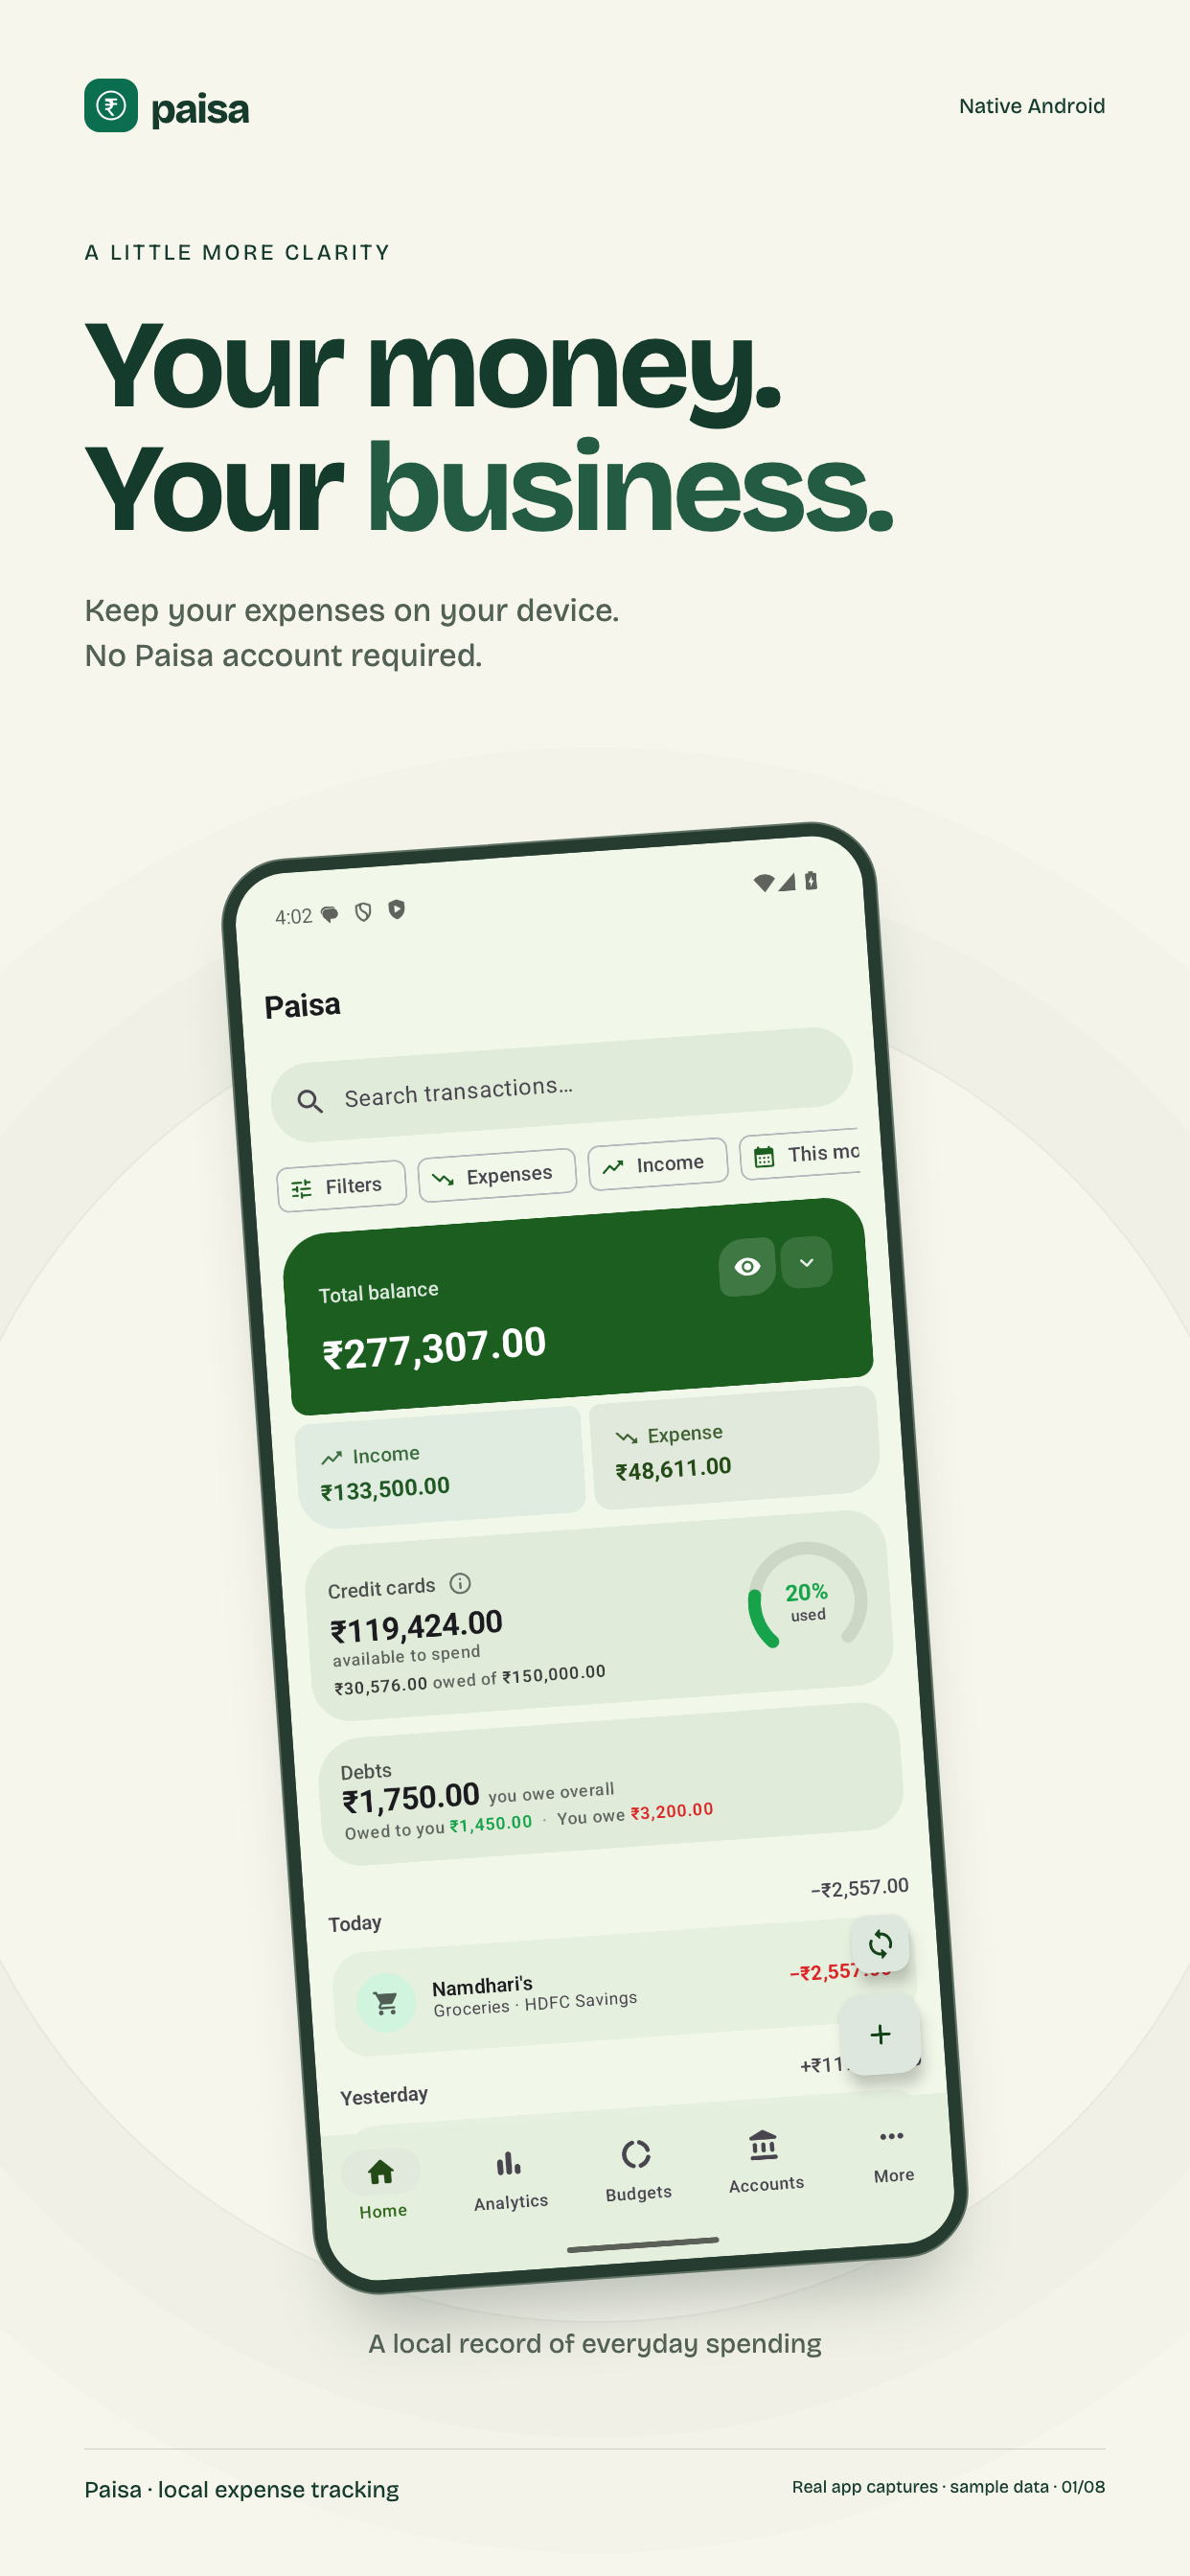 paisa
Native Android
A LITTLE MORE CLARITY
Your money.
Your business.
Keep your expenses on your device.
No Paisa account required.
4:02
Paisa
Search transactions...
Filters
Expenses
Income
This mo
Total balance
₹277,307.00
Income
₹133,500.00
Expense
₹48,611.00
Credit cards
₹119,424.00
available to spend
₹30,576.00 owed of ₹150,000.00
20%
used
Debts
₹1,750.00 you owe overall
Owed to you ₹1,450.00 · You owe ₹3,200.00
−₹2,557.00
Today
Namdhari's
Groceries · HDFC Savings
−₹2,557
Yesterday
+₹11
Home
Analytics
Budgets
Accounts
More
A local record of everyday spending
Paisa · local expense tracking
Real app captures · sample data · 01/08